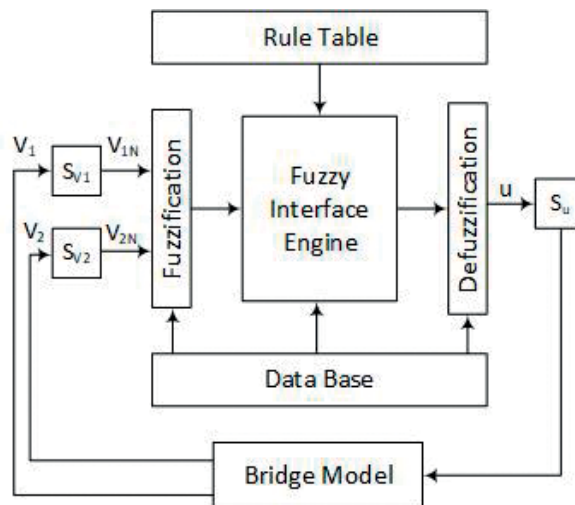 Rule Table
V1
SV1
V1N
V2
SV2
V2N
Fuzzification
Fuzzy
Interface
Engine
Defuzzification
u
Su
Data Base
Bridge Model